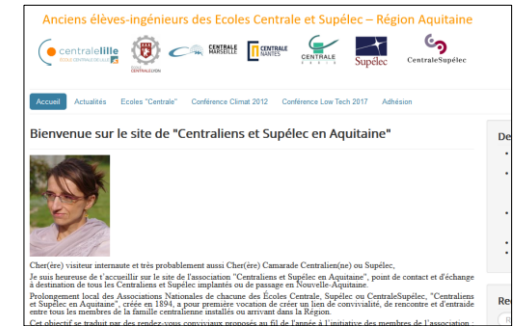 Anciens élèves-ingénieurs des Ecoles Centrale et Supélec – Région Aquitaine
centralelille
CENTRALE MARSEILLE
CENTRALE NANTES
CENTRALE PARIS
Supélec
CentraleSupélec
CENTRALELYON
Accueil Actualités Ecoles "Centrale" Conférence Climat 2012 Conférence Low Tech 2017 Adhésion
Bienvenue sur le site de "Centraliens et Supélec en Aquitaine"
De
Cher(ère) visiteur internaute et très probablement aussi Cher(ère) Camarade Centralien(ne) ou Supélec,
Je suis heureuse de t'accueillir sur le site de l'association "Centraliens et Supélec en Aquitaine", point de contact et d'échange
à destination de tous les Centraliens et Supélec implantés ou de passage en Nouvelle-Aquitaine.
Prolongement local des Associations Nationales de chacune des Écoles Centrale, Supélec ou CentraleSupélec, "Centraliens
et Supélec en Aquitaine", créée en 1894, a pour première vocation de créer un lien de convivialité, de rencontre et d'entraide
entre tous les membres de la famille centralienne installés ou arrivant dans la Région.
Cet objectif se traduit par des rendez-vous conviviaux proposés au fil de l'année à l'initiative des membres de l'association :
Re